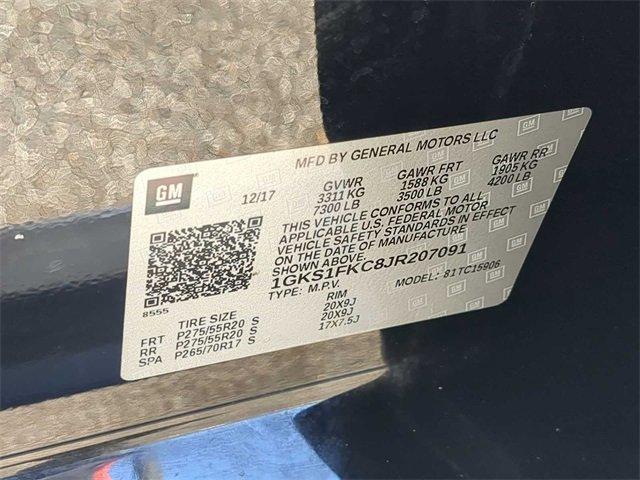 MFD BY GENERAL MOTORS LLC
GM
12/17
GVWR GAWR FRT GAWR RR
3311 KG 1588 KG 1905 KG
7300 LB 3500 LB 4200 LB
THIS VEHICLE CONFORMS TO ALL
APPLICABLE U.S. FEDERAL MOTOR
VEHICLE SAFETY STANDARDS IN EFFECT
ON THE DATE OF MANUFACTURE
SHOWN ABOVE.
1GKS1FKC8JR207091
TYPE: M.P.V. MODEL: 81TC15906
8555
TIRE SIZE RIM
FRT P275/55R20 S 20X9J
RR P275/55R20 S 20X9J
SPA P265/70R17 S 17X7.5J